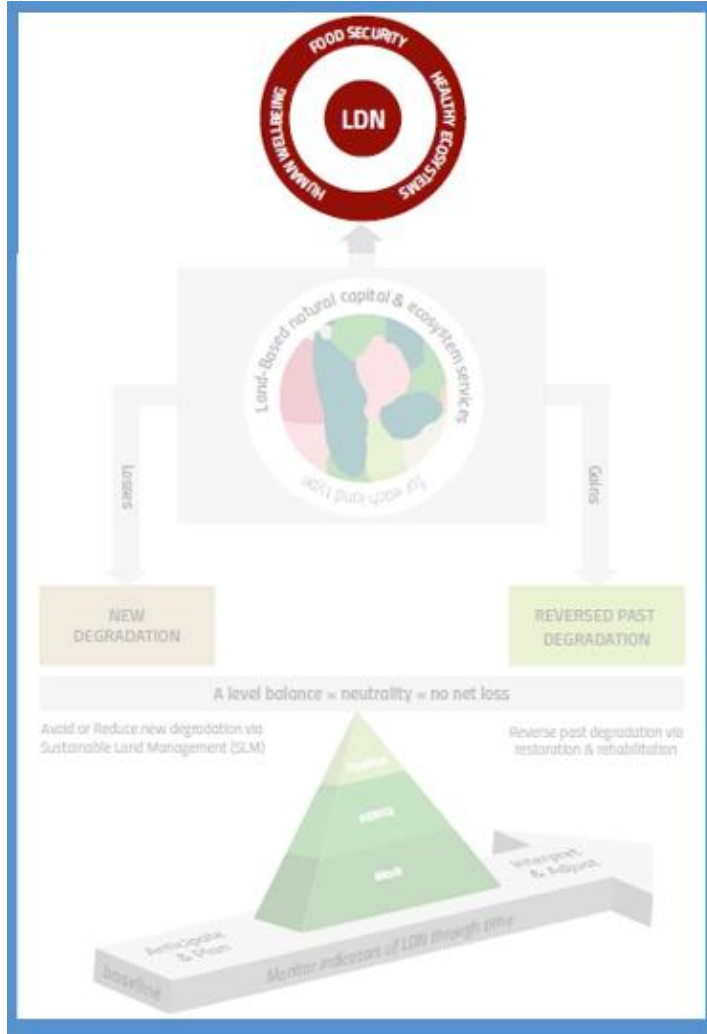 FOOD SECURITY
HUMAN WELLBEING
HEALTHY ECOSYSTEMS
LDN
Land-Based natural capital & ecosystem services
for each land type
Losses
Gains
NEW
DEGRADATION
REVERSED PAST
DEGRADATION
A level balance = neutrality = no net loss
Avoid or Reduce new degradation via
Sustainable Land Management (SLM)
Reverse past degradation via
restoration & rehabilitation
Interpret
& Adjust
Anticipate
& Plan
Monitor Indicators of LDN through time
baseline